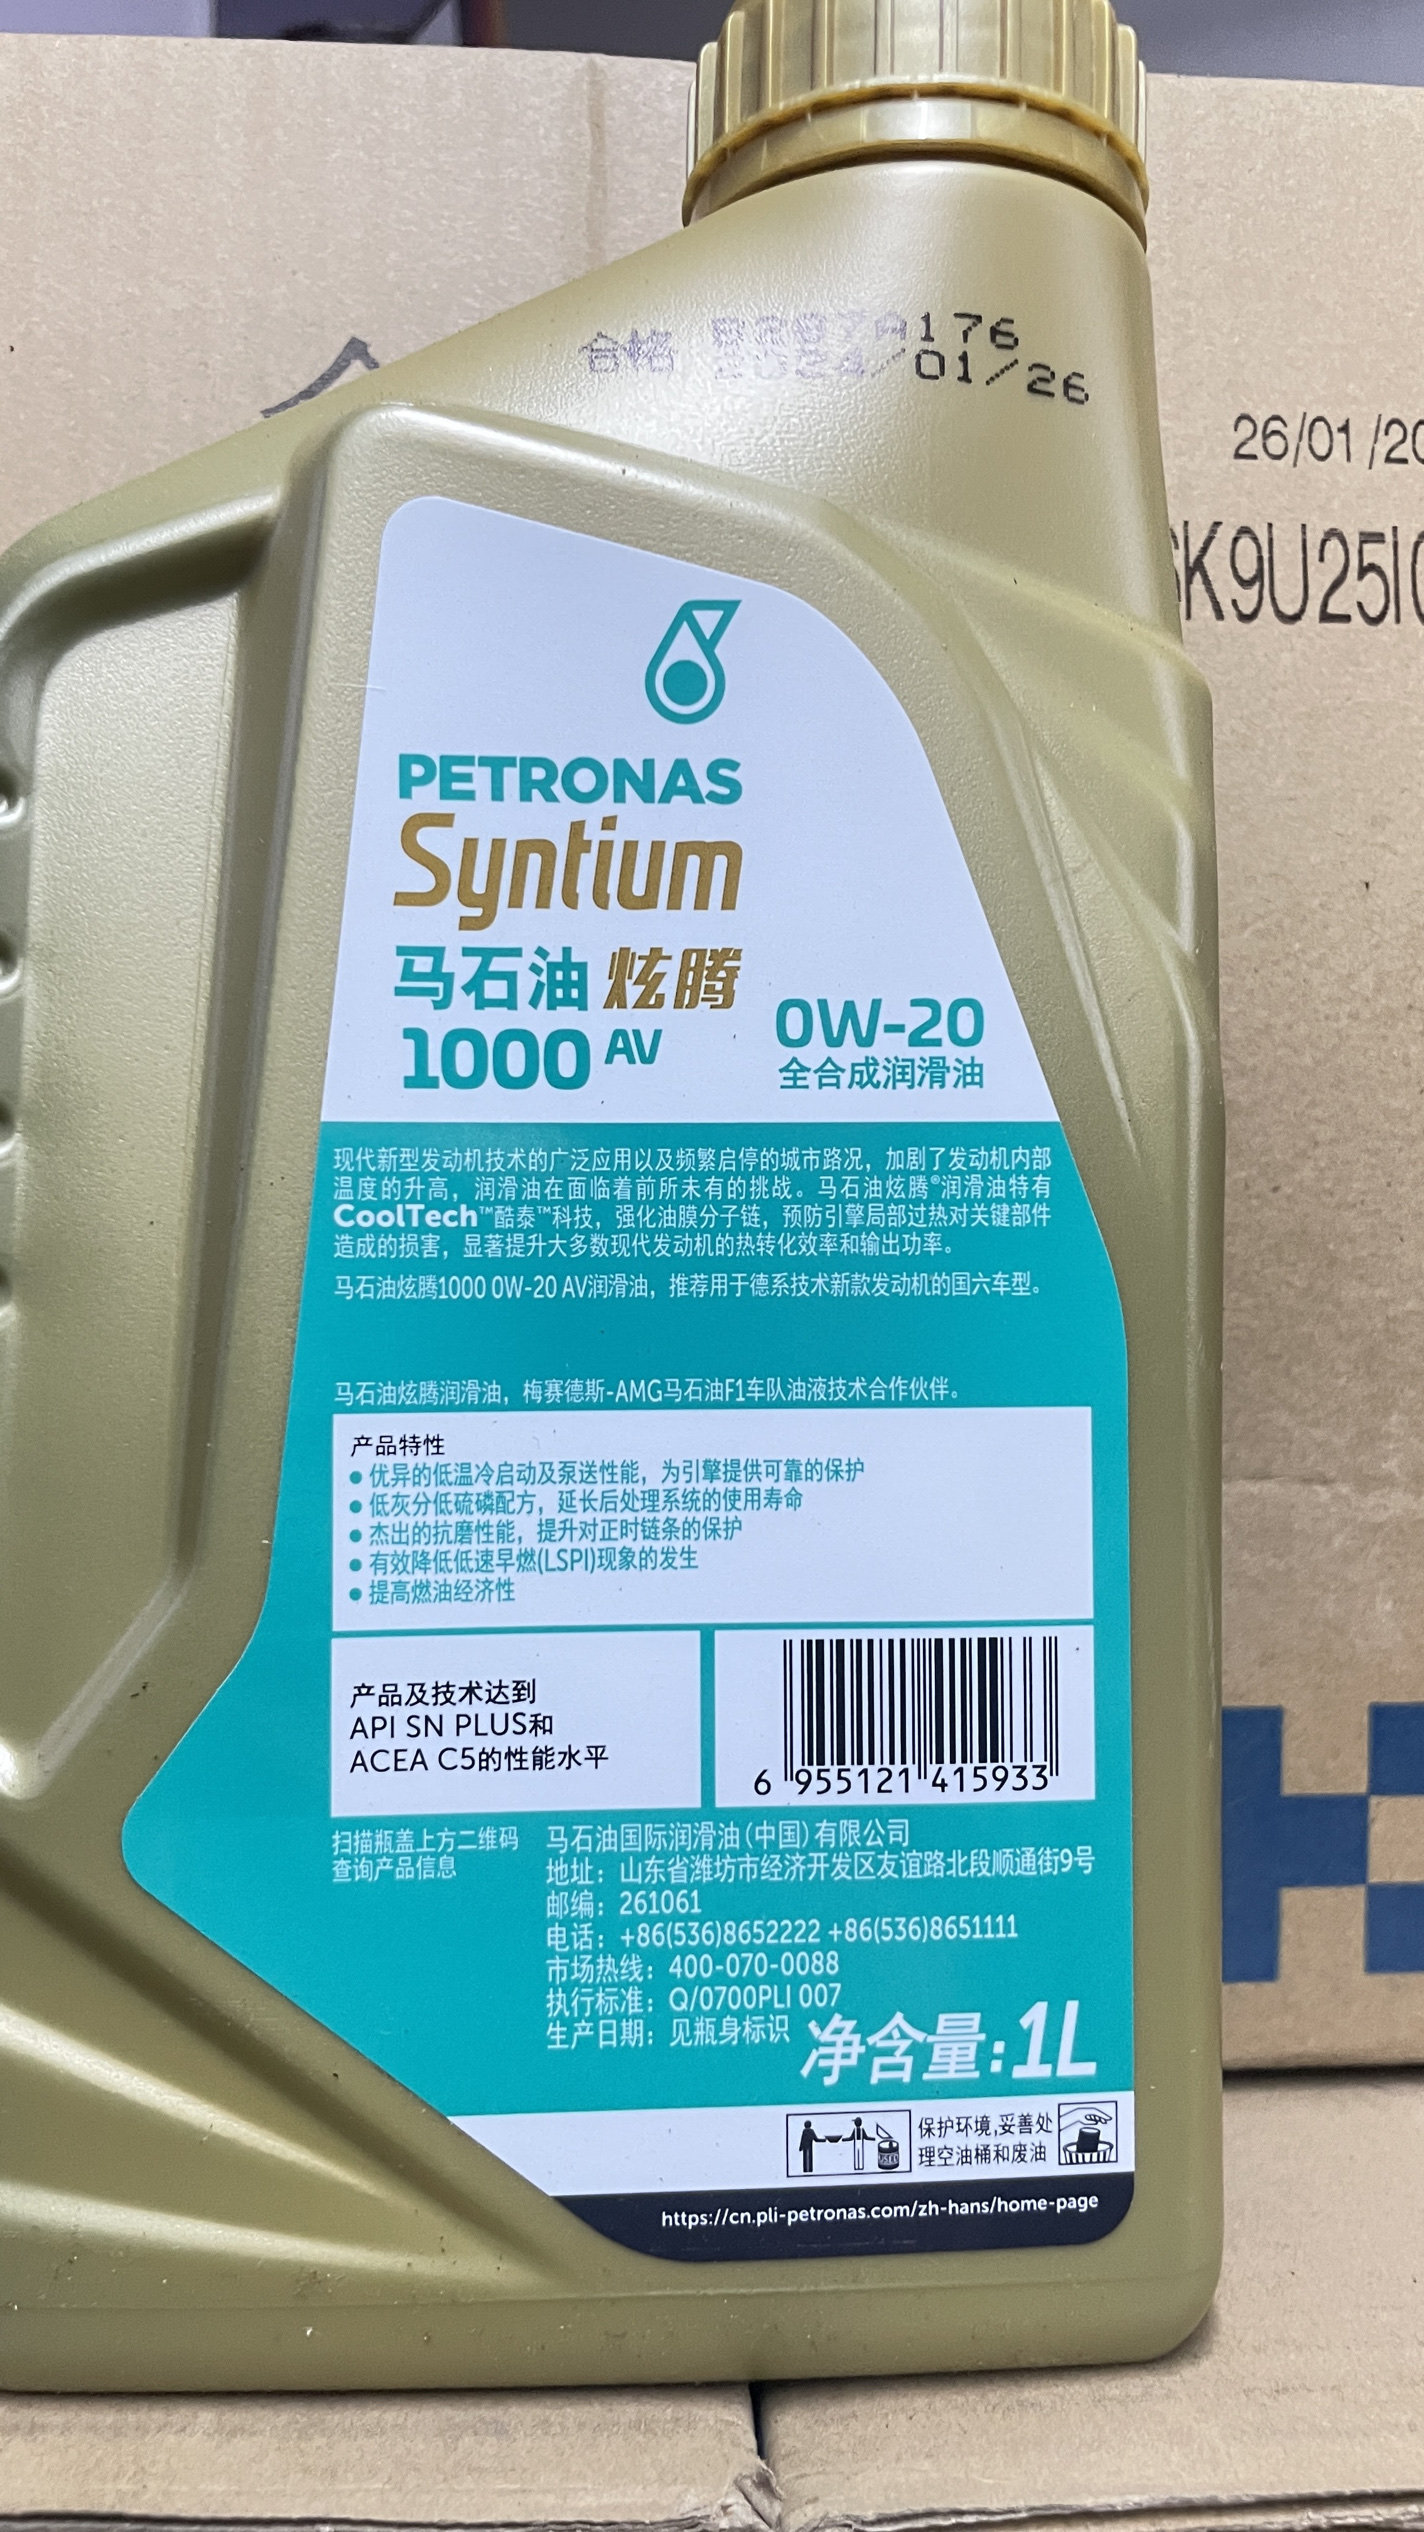 合格
176
2024/01/26
26/01/20
K9U25I
PETRONAS
Syntium
马石油 炫腾
1000 AV
0W-20
全合成润滑油
现代新型发动机技术的广泛应用以及频繁启停的城市路况，加剧了发动机内部
温度的升高，润滑油在面临着前所未有的挑战。马石油炫腾®润滑油特有
CoolTech™酷泰™科技，强化油膜分子链，预防引擎局部过热对关键部件
造成的损害，显著提升大多数现代发动机的热转化效率和输出功率。
马石油炫腾1000 0W-20 AV润滑油，推荐用于德系技术新款发动机的国六车型。
马石油炫腾润滑油，梅赛德斯-AMG马石油F1车队油液技术合作伙伴。
产品特性
● 优异的低温冷启动及泵送性能，为引擎提供可靠的保护
● 低灰分低硫磷配方，延长后处理系统的使用寿命
● 杰出的抗磨性能，提升对正时链条的保护
● 有效降低低速早燃(LSPI)现象的发生
● 提高燃油经济性
产品及技术达到
API SN PLUS和
ACEA C5的性能水平
6 955121 415933
扫描瓶盖上方二维码
查询产品信息
马石油国际润滑油(中国)有限公司
地址：山东省潍坊市经济开发区友谊路北段顺通街9号
邮编：261061
电话：+86(536)8652222 +86(536)8651111
市场热线：400-070-0088
执行标准：Q/0700PLI 007
生产日期：见瓶身标识
净含量:1L
保护环境,妥善处
理空油桶和废油
https://cn.pli-petronas.com/zh-hans/home-page